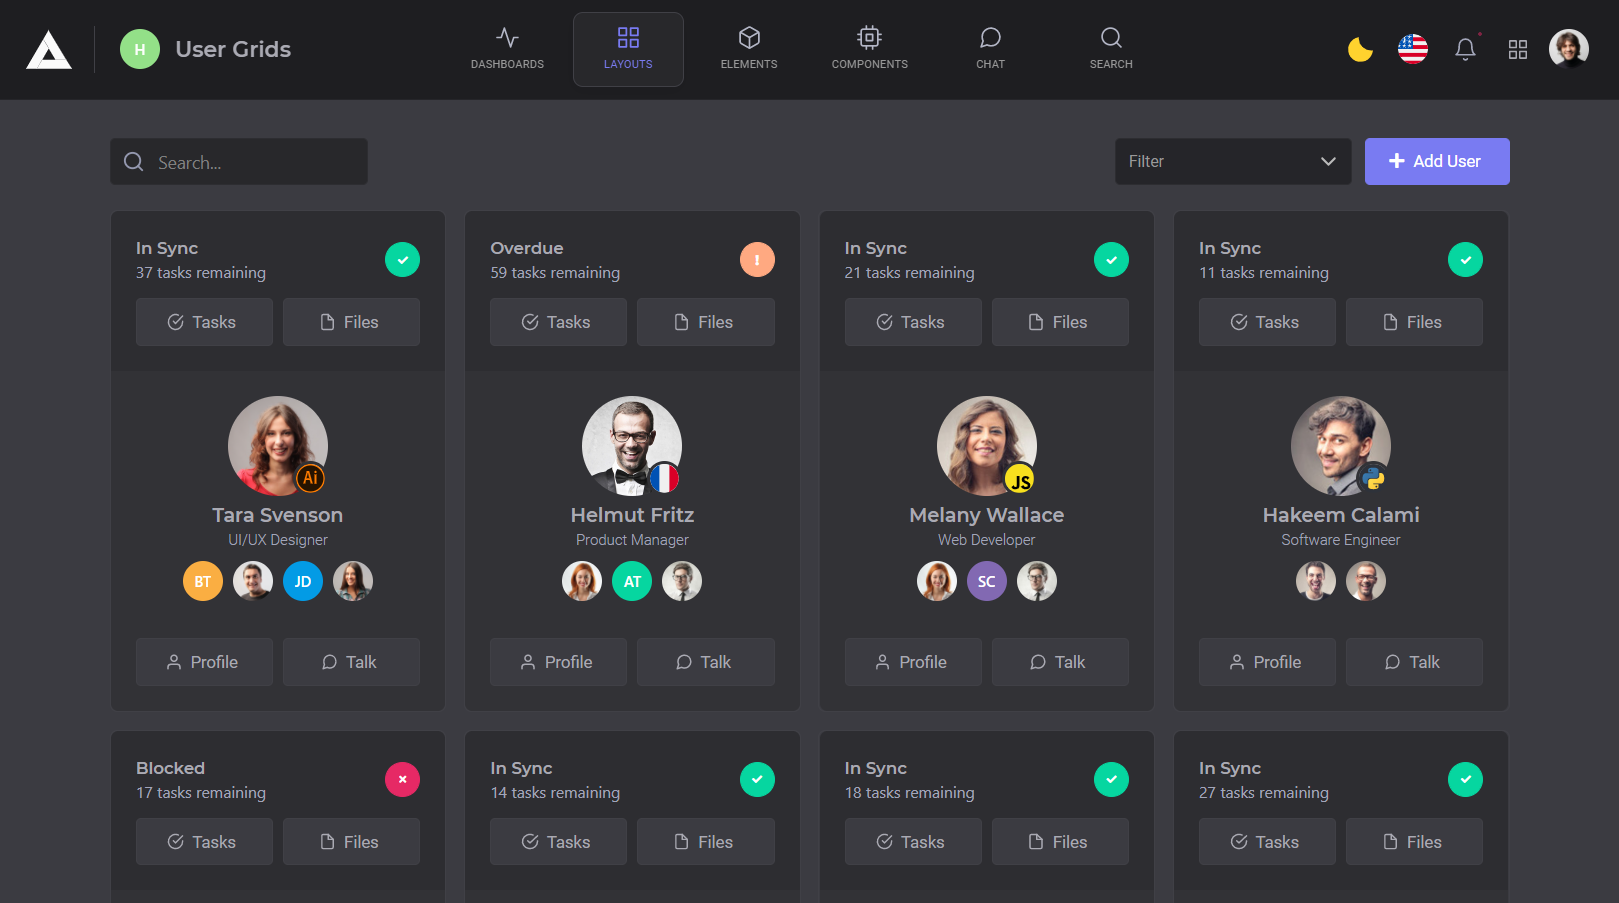 H User Grids
DASHBOARDS LAYOUTS ELEMENTS COMPONENTS CHAT SEARCH
Search...
Filter
Add User
In Sync
37 tasks remaining
Tasks Files
Ai
Tara Svenson
UI/UX Designer
BT JD
Profile Talk
Overdue
59 tasks remaining
!
Tasks Files
Helmut Fritz
Product Manager
AT
Profile Talk
In Sync
21 tasks remaining
Tasks Files
JS
Melany Wallace
Web Developer
SC
Profile Talk
In Sync
11 tasks remaining
Tasks Files
Hakeem Calami
Software Engineer
Profile Talk
Blocked
17 tasks remaining
Tasks Files
In Sync
14 tasks remaining
Tasks Files
In Sync
18 tasks remaining
Tasks Files
In Sync
27 tasks remaining
Tasks Files